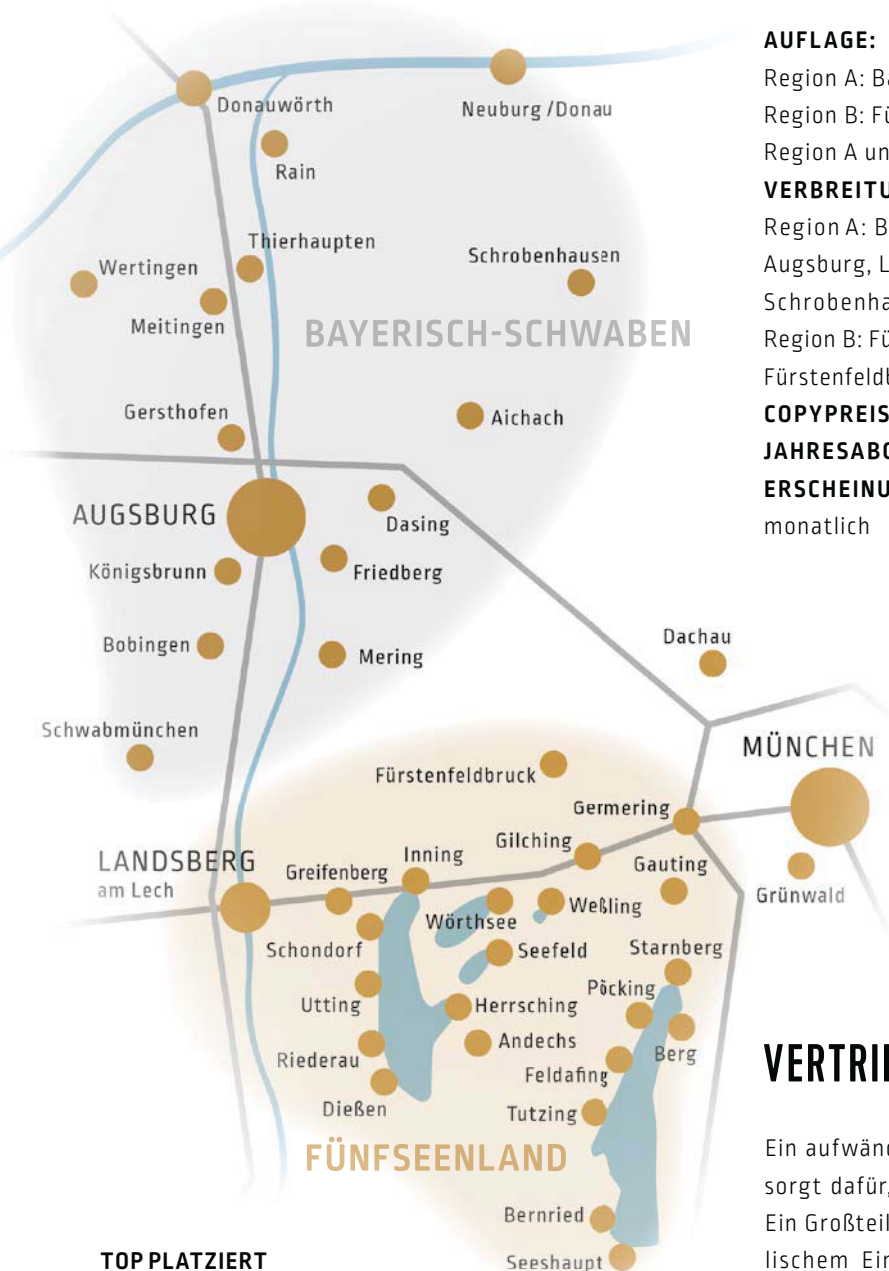 Donauwörth
Neuburg /Donau
Rain
Thierhaupten
Wertingen
Schrobenhausen
Meitingen
BAYERISCH-SCHWABEN
Gersthofen
Aichach
AUGSBURG
Dasing
Königsbrunn
Friedberg
Bobingen
Mering
Dachau
Schwabmünchen
MÜNCHEN
Fürstenfeldbruck
Germering
Gilching
LANDSBERG
am Lech
Greifenberg
Inning
Gauting
Grünwald
Wörthsee
Weßling
Schondorf
Seefeld
Starnberg
Utting
Pöcking
Herrsching
Andechs
Riederau
Berg
Feldafing
Dießen
Tutzing
FÜNFSEENLAND
Bernried
Seeshaupt
TOP PLATZIERT
AUFLAGE:
Region A: Ba
Region B: Fü
Region A un
VERBREITU
Region A: B
Augsburg, L
Schrobenha
Region B: Fü
Fürstenfeldb
COPYPREIS
JAHRESABO
ERSCHEINU
monatlich
VERTRIE
Ein aufwänd
sorgt dafür,
Ein Großteil
lischem Ein